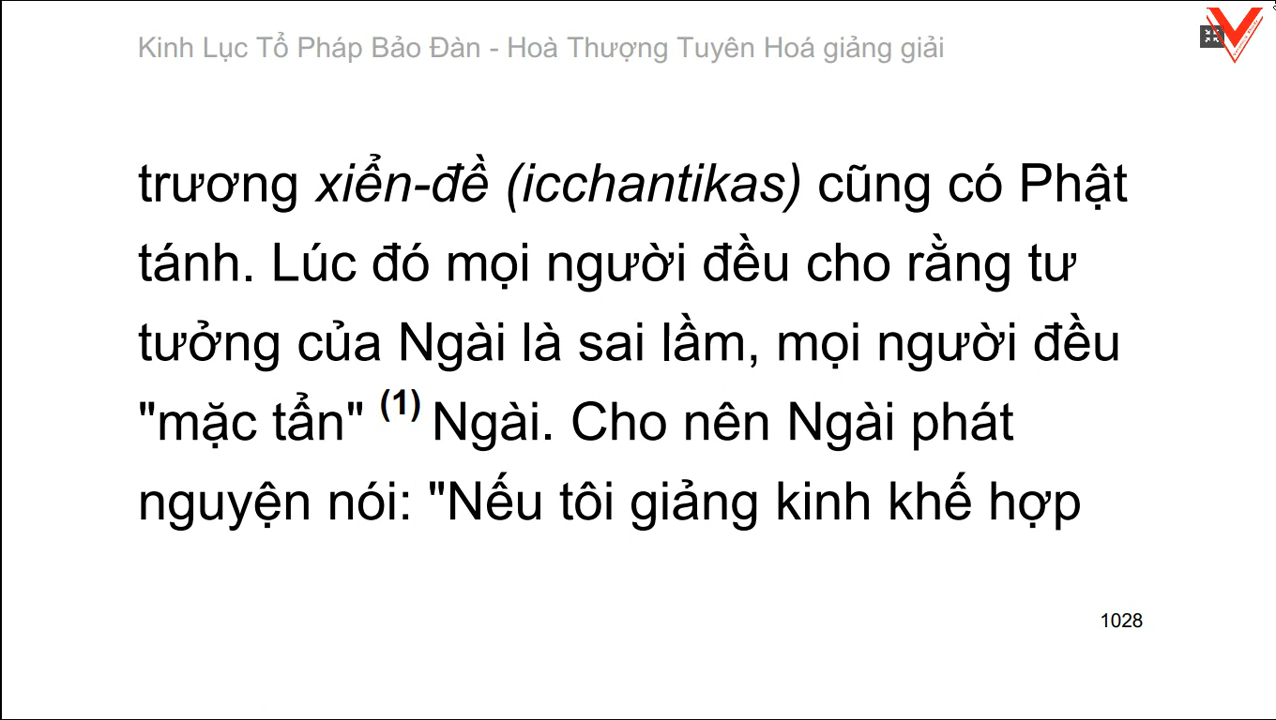 Kinh Lục Tổ Pháp Bảo Đàn - Hoà Thượng Tuyên Hoá giảng giải
trương xiển-đề (icchantikas) cũng có Phật
tánh. Lúc đó mọi người đều cho rằng tư
tưởng của Ngài là sai lầm, mọi người đều
"mặc tẩn" (1) Ngài. Cho nên Ngài phát
nguyện nói: "Nếu tôi giảng kinh khế hợp
1028